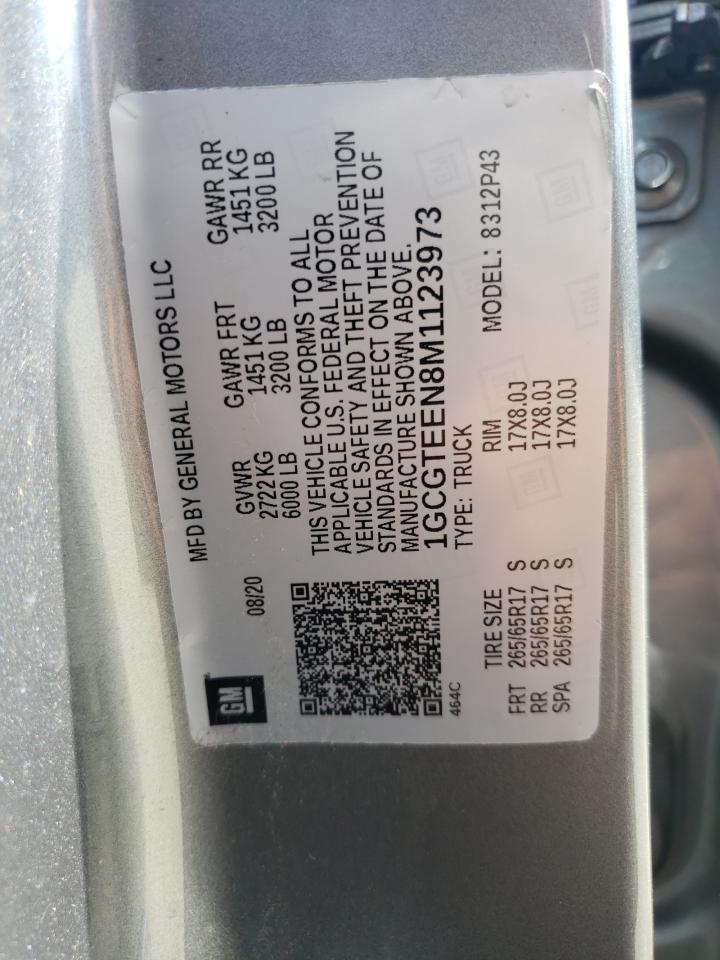 GM
MFD BY GENERAL MOTORS LLC
08/20
GVWR GAWR FRT GAWR RR
2722 KG 1451 KG 1451 KG
6000 LB 3200 LB 3200 LB
THIS VEHICLE CONFORMS TO ALL
APPLICABLE U.S. FEDERAL MOTOR
VEHICLE SAFETY AND THEFT PREVENTION
STANDARDS IN EFFECT ON THE DATE OF
MANUFACTURE SHOWN ABOVE.
1GCGTEEN8M1123973
464C
TYPE: TRUCK MODEL: 8312P43
TIRE SIZE RIM
FRT 265/65R17 S 17X8.0J
RR 265/65R17 S 17X8.0J
SPA 265/65R17 S 17X8.0J